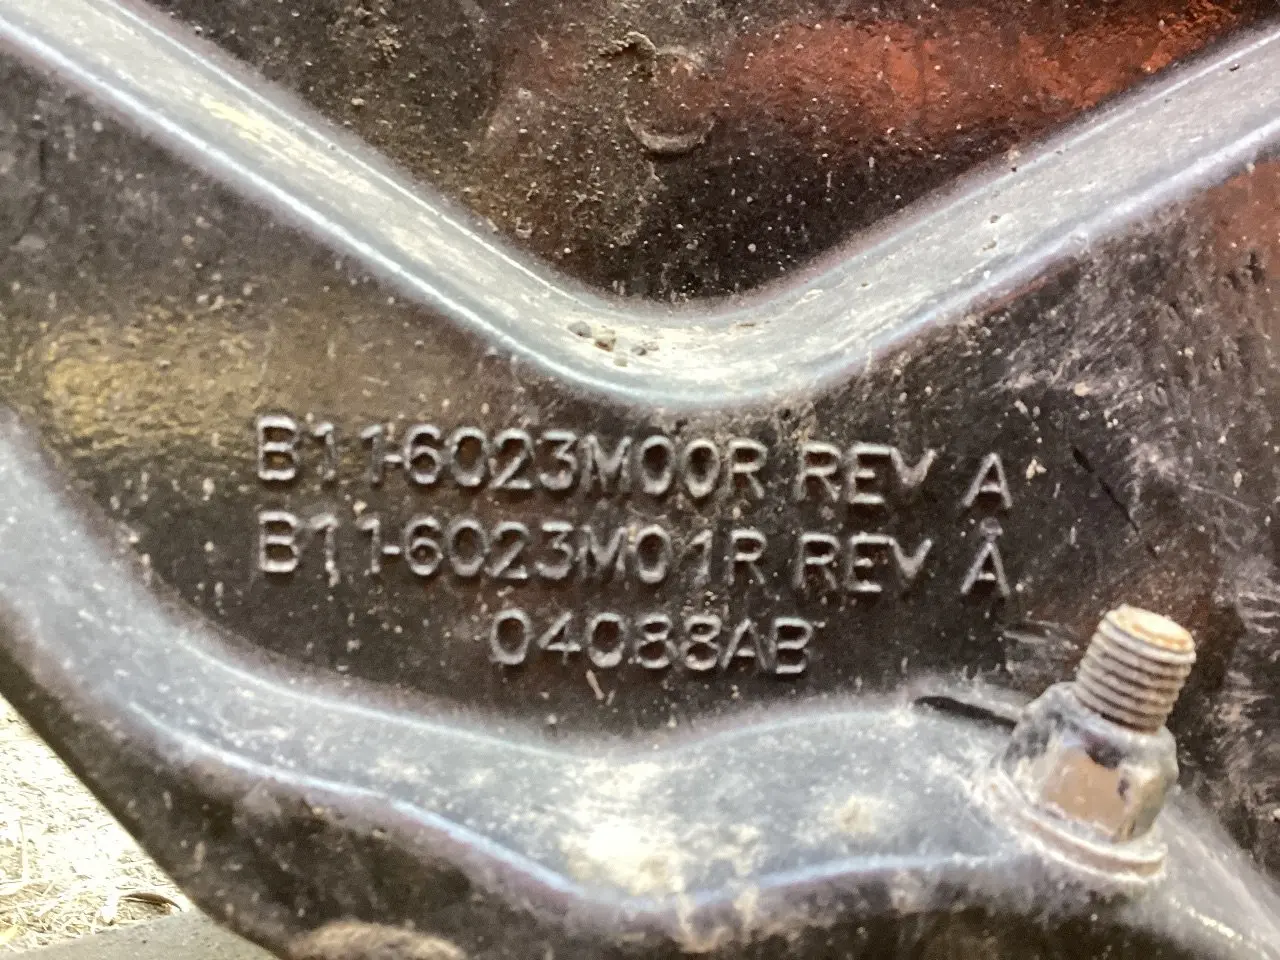 B11-6023M00R REV A
B11-6023M01R REV A
04088AB